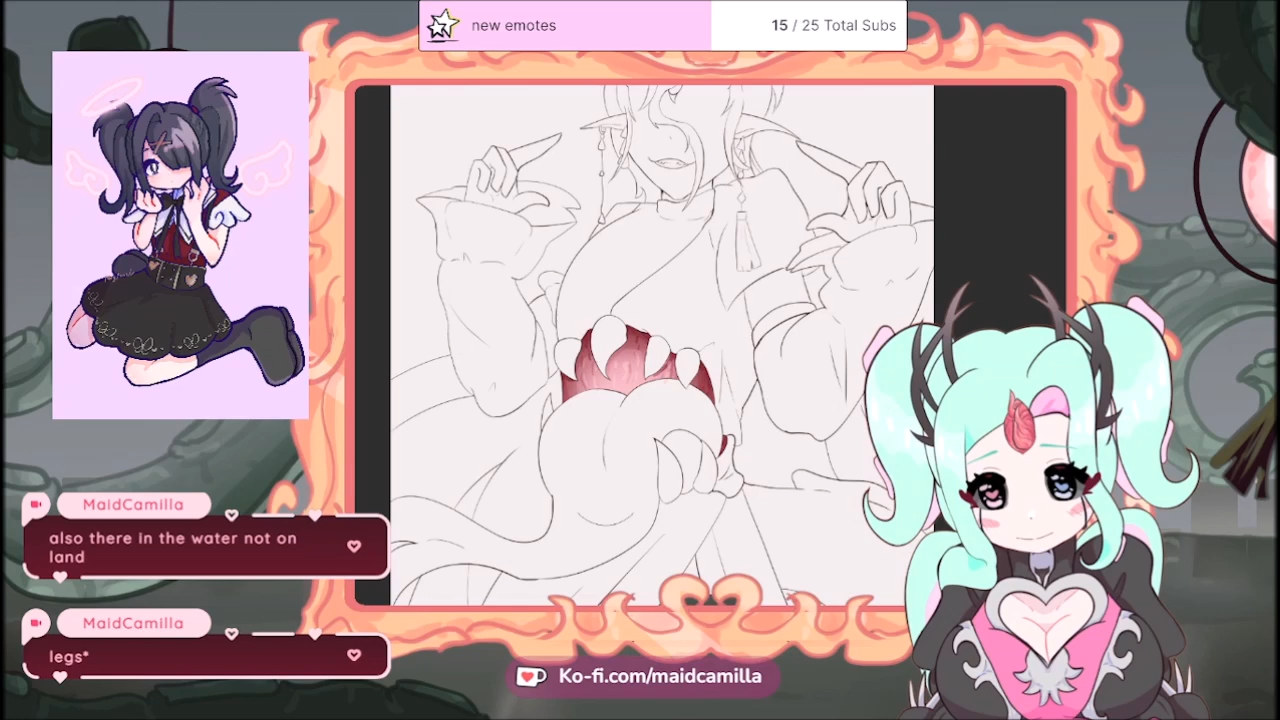 new emotes
15 / 25 Total Subs
MaidCamilla
also there in the water not on
land
MaidCamilla
legs*
Ko-fi.com/maidcamilla